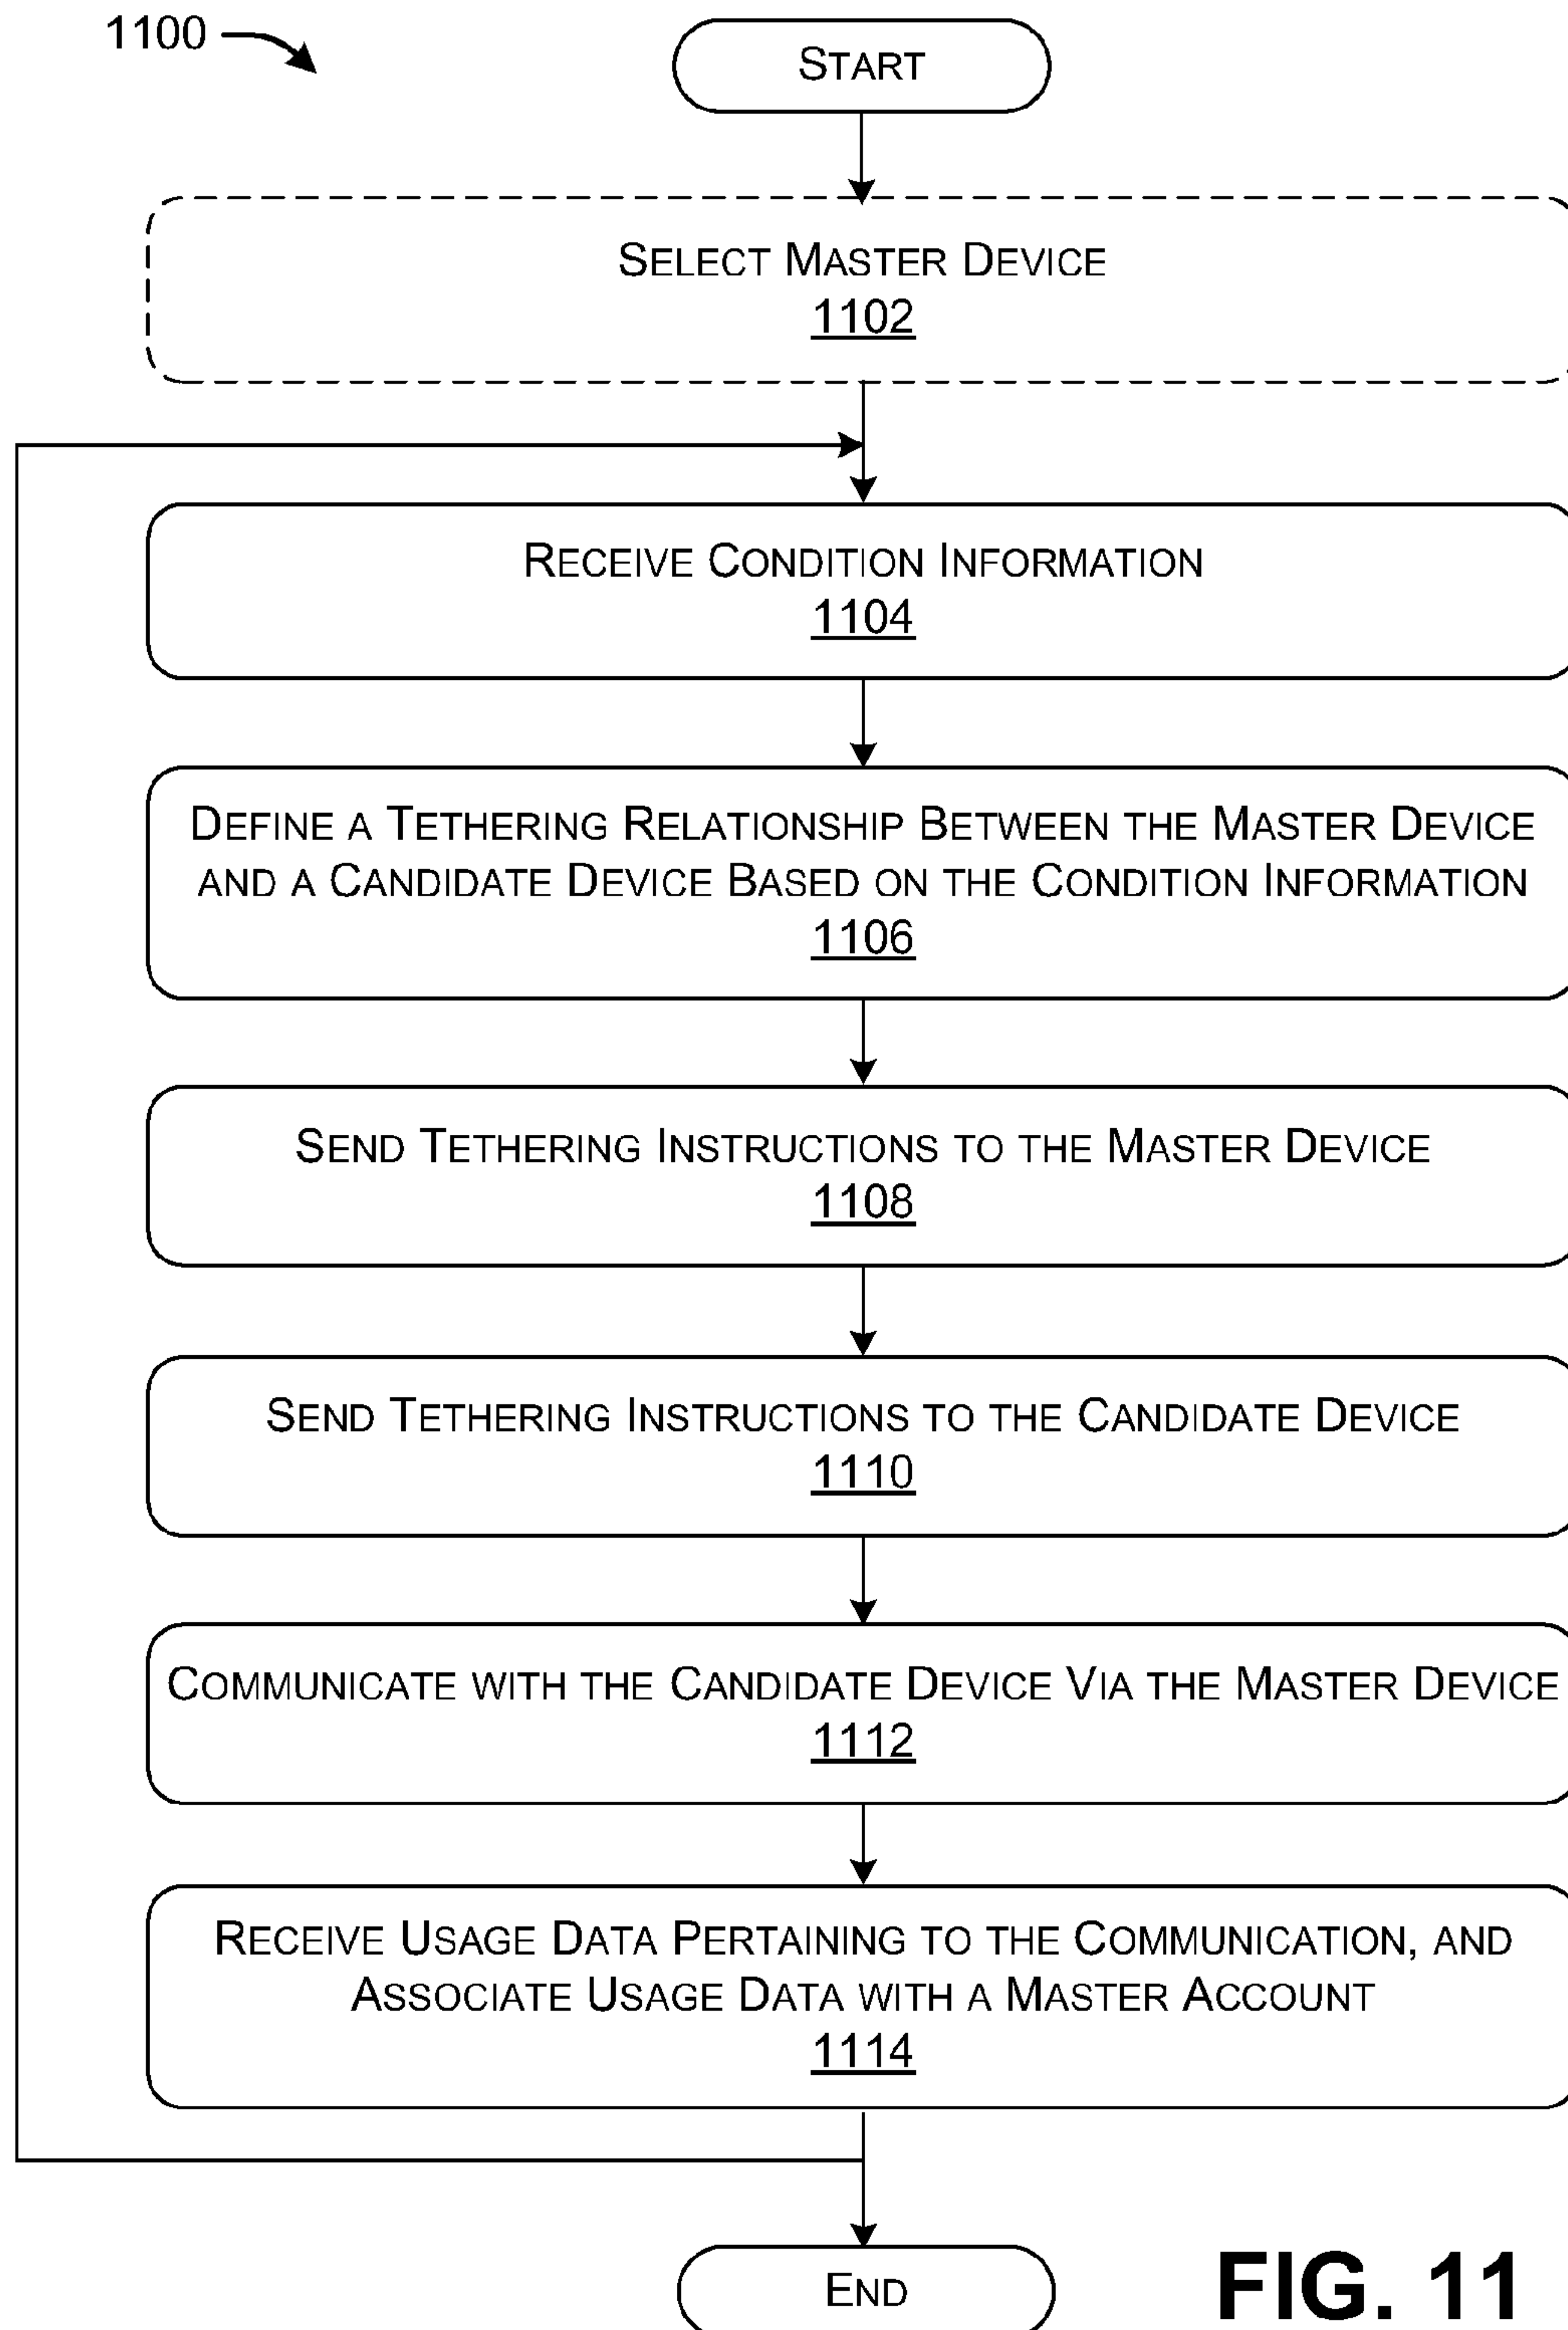 1100
START
SELECT MASTER DEVICE
1102
RECEIVE CONDITION INFORMATION
1104
DEFINE A TETHERING RELATIONSHIP BETWEEN THE MASTER DEVICE
AND A CANDIDATE DEVICE BASED ON THE CONDITION INFORMATION
1106
SEND TETHERING INSTRUCTIONS TO THE MASTER DEVICE
1108
SEND TETHERING INSTRUCTIONS TO THE CANDIDATE DEVICE
1110
COMMUNICATE WITH THE CANDIDATE DEVICE VIA THE MASTER DEVICE
1112
RECEIVE USAGE DATA PERTAINING TO THE COMMUNICATION, AND
ASSOCIATE USAGE DATA WITH A MASTER ACCOUNT
1114
END
FIG. 11